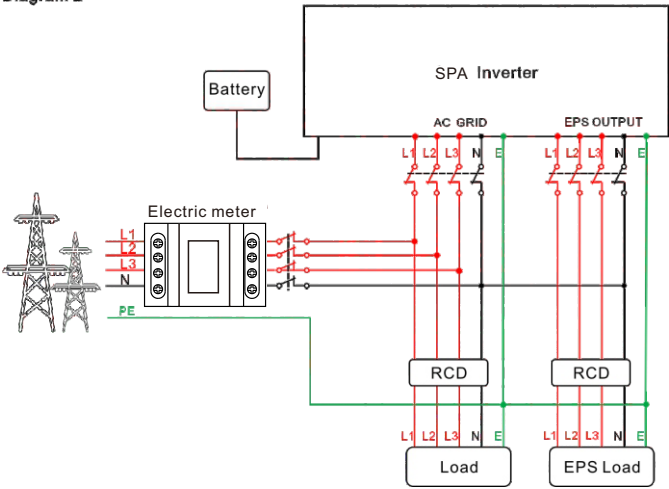 SPA Inverter
Battery
AC GRID EPS OUTPUT
L1 L2 L3 N E L1 L2 L3 N E
Electric meter
L1
L2
L3
N
PE
RCD RCD
L1 L2 L3 N E L1 L2 L3 N E
Load EPS Load